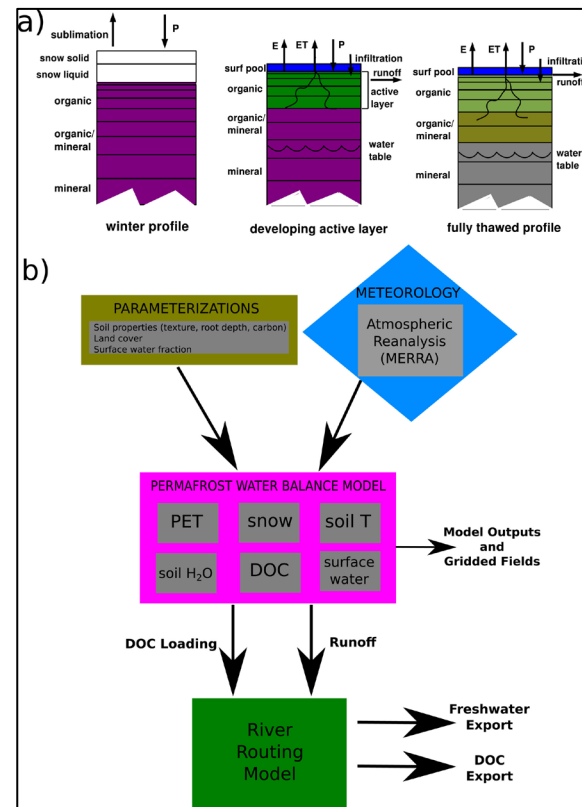 a)
sublimation
P
snow solid
snow liquid
organic
organic/
mineral
mineral
winter profile
E
ET
P
infiltration
surf pool
runoff
organic
active
layer
organic/
mineral
water
table
mineral
developing active layer
E
ET
P
infiltration
surf pool
runoff
organic
organic/
mineral
water
table
mineral
fully thawed profile
b)
PARAMETERIZATIONS
Soil properties (texture, root depth, carbon)
Land cover
Surface water fraction
METEOROLOGY
Atmospheric
Reanalysis
(MERRA)
PERMAFROST WATER BALANCE MODEL
PET
snow
soil T
soil H₂O
DOC
surface
water
Model Outputs
and
Gridded Fields
DOC Loading
Runoff
River
Routing
Model
Freshwater
Export
DOC
Export